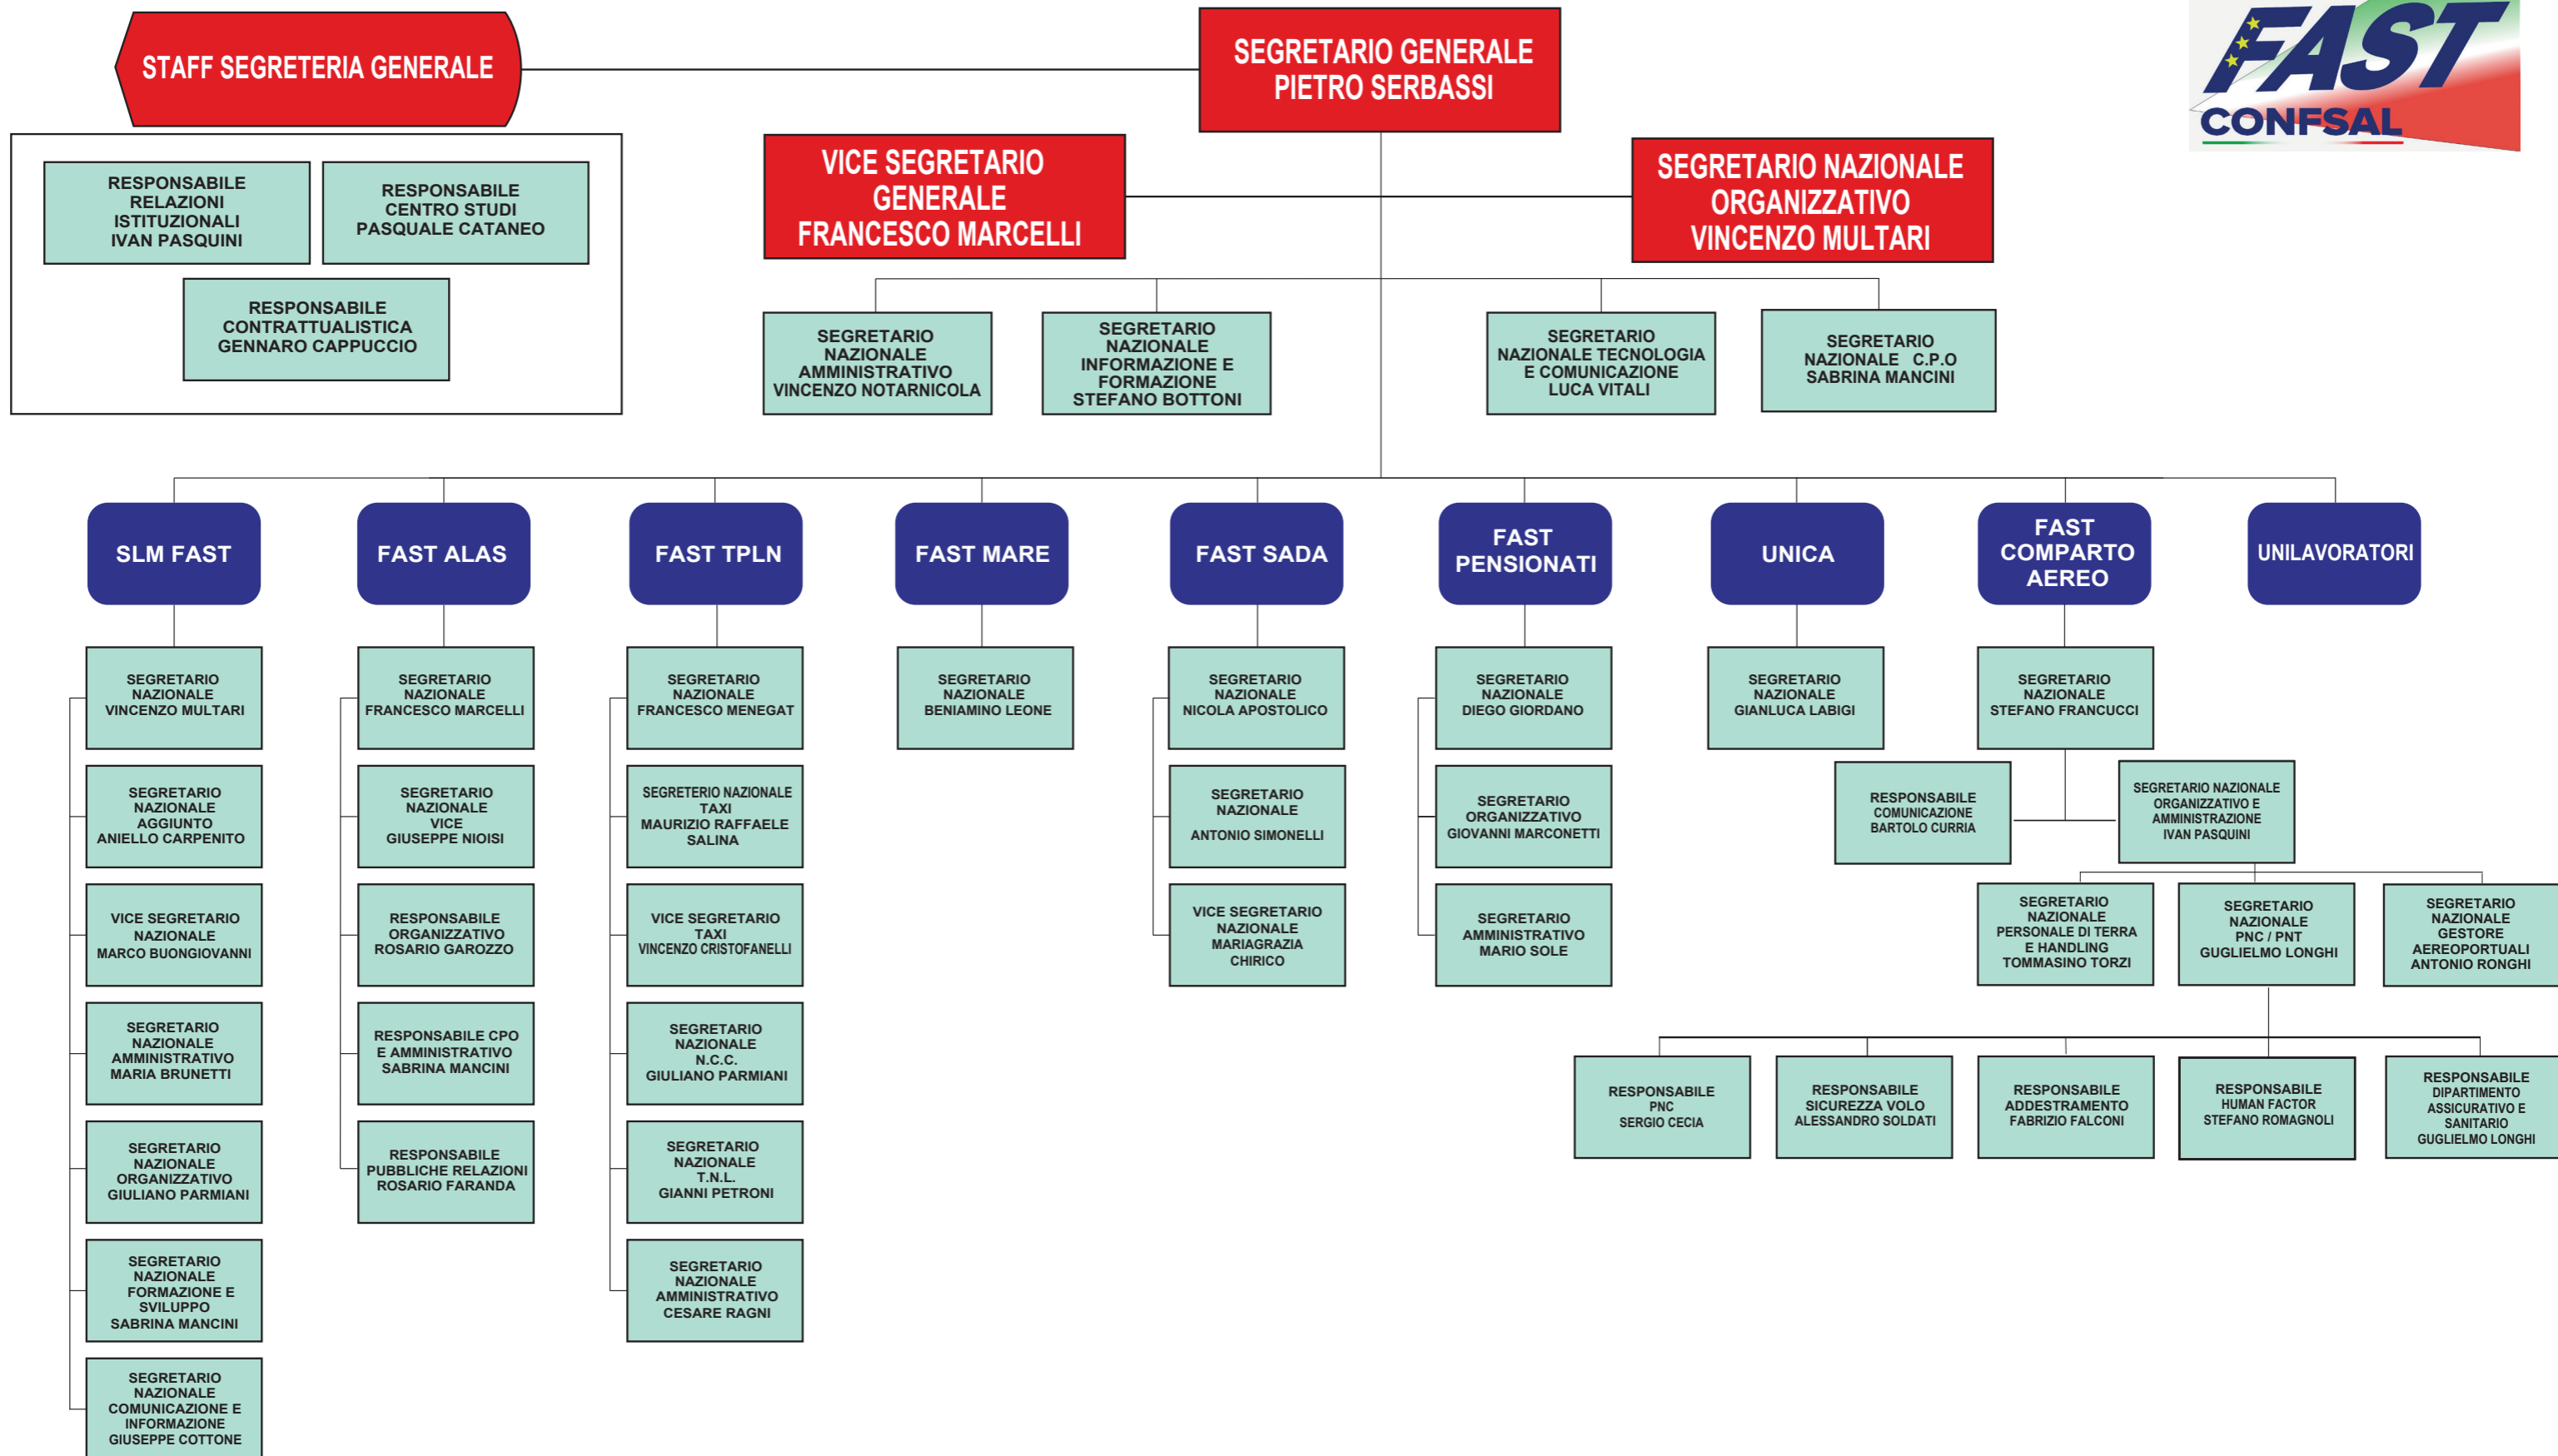 STAFF SEGRETERIA GENERALE
SEGRETARIO GENERALE
PIETRO SERBASSI
FAST
CONFSAL
VICE SEGRETARIO
GENERALE
FRANCESCO MARCELLI
SEGRETARIO NAZIONALE
ORGANIZZATIVO
VINCENZO MULTARI
RESPONSABILE
RELAZIONI
ISTITUZIONALI
IVAN PASQUINI
RESPONSABILE
CENTRO STUDI
PASQUALE CATANEO
RESPONSABILE
CONTRATTUALISTICA
GENNARO CAPPUCCIO
SEGRETARIO
NAZIONALE
AMMINISTRATIVO
VINCENZO NOTARNICOLA
SEGRETARIO
NAZIONALE
INFORMAZIONE E
FORMAZIONE
STEFANO BOTTONI
SEGRETARIO
NAZIONALE TECNOLOGIA
E COMUNICAZIONE
LUCA VITALI
SEGRETARIO
NAZIONALE C.P.O
SABRINA MANCINI
SLM FAST
FAST ALAS
FAST TPLN
FAST MARE
FAST SADA
FAST
PENSIONATI
UNICA
FAST
COMPARTO
AEREO
UNILAVORATORI
SEGRETARIO
NAZIONALE
VINCENZO MULTARI
SEGRETARIO
NAZIONALE
AGGIUNTO
ANIELLO CARPENITO
VICE SEGRETARIO
NAZIONALE
MARCO BUONGIOVANNI
SEGRETARIO
NAZIONALE
AMMINISTRATIVO
MARIA BRUNETTI
SEGRETARIO
NAZIONALE
ORGANIZZATIVO
GIULIANO PARMIANI
SEGRETARIO
NAZIONALE
FORMAZIONE E
SVILUPPO
SABRINA MANCINI
SEGRETARIO
NAZIONALE
COMUNICAZIONE E
INFORMAZIONE
GIUSEPPE COTTONE
SEGRETARIO
NAZIONALE
FRANCESCO MARCELLI
SEGRETARIO
NAZIONALE
VICE
GIUSEPPE NIOISI
RESPONSABILE
ORGANIZZATIVO
ROSARIO GAROZZO
RESPONSABILE CPO
E AMMINISTRATIVO
SABRINA MANCINI
RESPONSABILE
PUBBLICHE RELAZIONI
ROSARIO FARANDA
SEGRETARIO
NAZIONALE
FRANCESCO MENEGAT
SEGRETERIO NAZIONALE
TAXI
MAURIZIO RAFFAELE
SALINA
VICE SEGRETARIO
TAXI
VINCENZO CRISTOFANELLI
SEGRETARIO
NAZIONALE
N.C.C.
GIULIANO PARMIANI
SEGRETARIO
NAZIONALE
T.N.L.
GIANNI PETRONI
SEGRETARIO
NAZIONALE
AMMINISTRATIVO
CESARE RAGNI
SEGRETARIO
NAZIONALE
BENIAMINO LEONE
SEGRETARIO
NAZIONALE
NICOLA APOSTOLICO
SEGRETARIO
NAZIONALE
ANTONIO SIMONELLI
VICE SEGRETARIO
NAZIONALE
MARIAGRAZIA
CHIRICO
SEGRETARIO
NAZIONALE
DIEGO GIORDANO
SEGRETARIO
ORGANIZZATIVO
GIOVANNI MARCONETTI
SEGRETARIO
AMMINISTRATIVO
MARIO SOLE
SEGRETARIO
NAZIONALE
GIANLUCA LABIGI
SEGRETARIO
NAZIONALE
STEFANO FRANCUCCI
RESPONSABILE
COMUNICAZIONE
BARTOLO CURRIA
SEGRETARIO NAZIONALE
ORGANIZZATIVO E
AMMINISTRAZIONE
IVAN PASQUINI
SEGRETARIO
NAZIONALE
PERSONALE DI TERRA
E HANDLING
TOMMASINO TORZI
SEGRETARIO
NAZIONALE
PNC / PNT
GUGLIELMO LONGHI
SEGRETARIO
NAZIONALE
GESTORE
AEREOPORTUALI
ANTONIO RONGHI
RESPONSABILE
PNC
SERGIO CECIA
RESPONSABILE
SICUREZZA VOLO
ALESSANDRO SOLDATI
RESPONSABILE
ADDESTRAMENTO
FABRIZIO FALCONI
RESPONSABILE
HUMAN FACTOR
STEFANO ROMAGNOLI
RESPONSABILE
DIPARTIMENTO
ASSICURATIVO E
SANITARIO
GUGLIELMO LONGHI